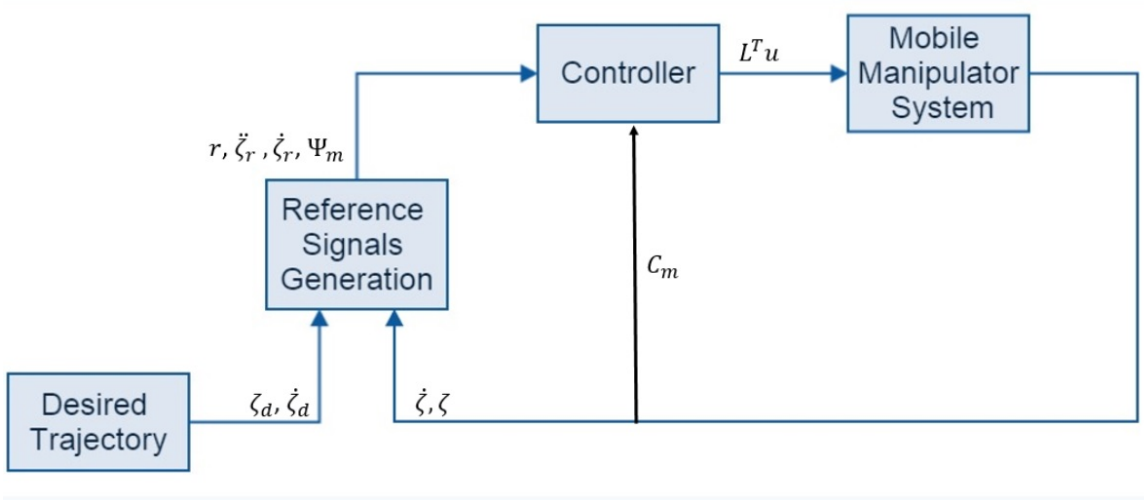 Controller
L^T u
Mobile
Manipulator
System
r, ζ̈_r , ζ̇_r, Ψ_m
Reference
Signals
Generation
C_m
Desired
Trajectory
ζ_d, ζ̇_d
ζ̇, ζ